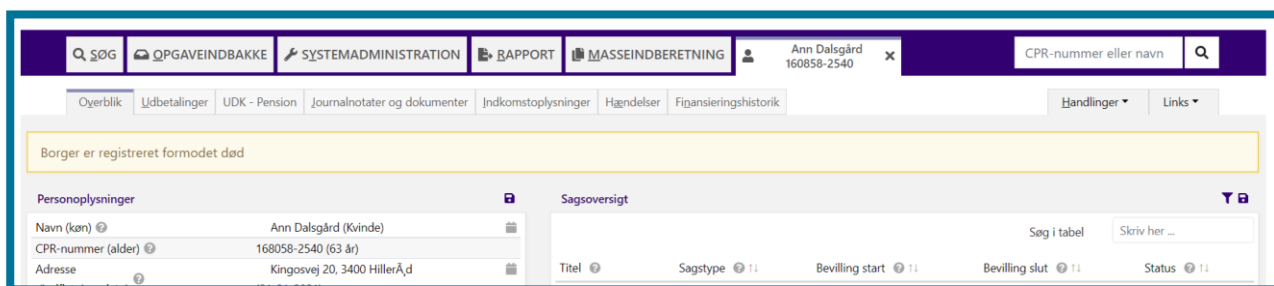 SØG OPGAVEINDBAKKE SYSTEMADMINISTRATION RAPPORT MASSEINDBERETNING Ann Dalsgård CPR-nummer eller navn
160858-2540
Overblik Udbetalinger UDK - Pension Journalnotater og dokumenter Indkomstoplysninger Hændelser Finansieringshistorik Handlinger Links
Borger er registreret formodet død
Personoplysninger
Navn (køn) Ann Dalsgård (Kvinde)
CPR-nummer (alder) 168058-2540 (63 år)
Adresse Kingosvej 20, 3400 HillerÃ¸d
Sagsoversigt
Søg i tabel Skriv her ...
Titel Sagstype Bevilling start Bevilling slut Status